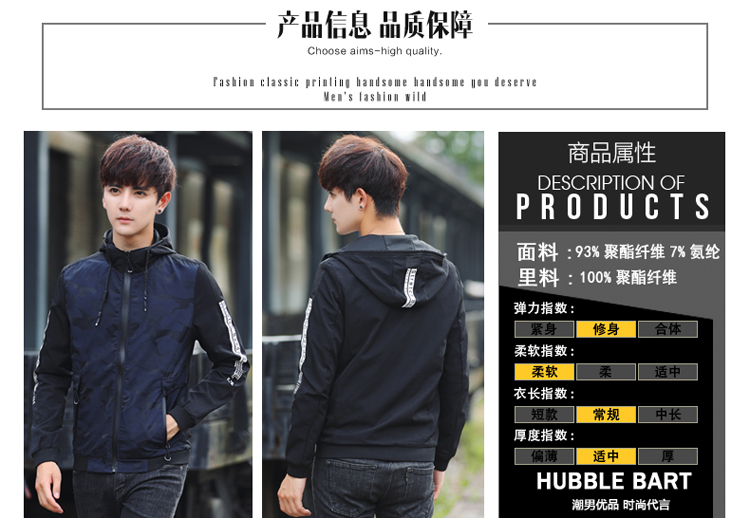 产品信息 品质保障
Choose aims-high quality.
Fashion classic printing handsome handsome you deserve
Men's fashion wild
商品属性
DESCRIPTION OF
PRODUCTS
面料：93% 聚酯纤维 7% 氨纶
里料：100% 聚酯纤维
弹力指数：
紧身 修身 合体
柔软指数：
柔软 柔 适中
衣长指数：
短款 常规 中长
厚度指数：
偏薄 适中 厚
HUBBLE BART
潮男优品 时尚代言